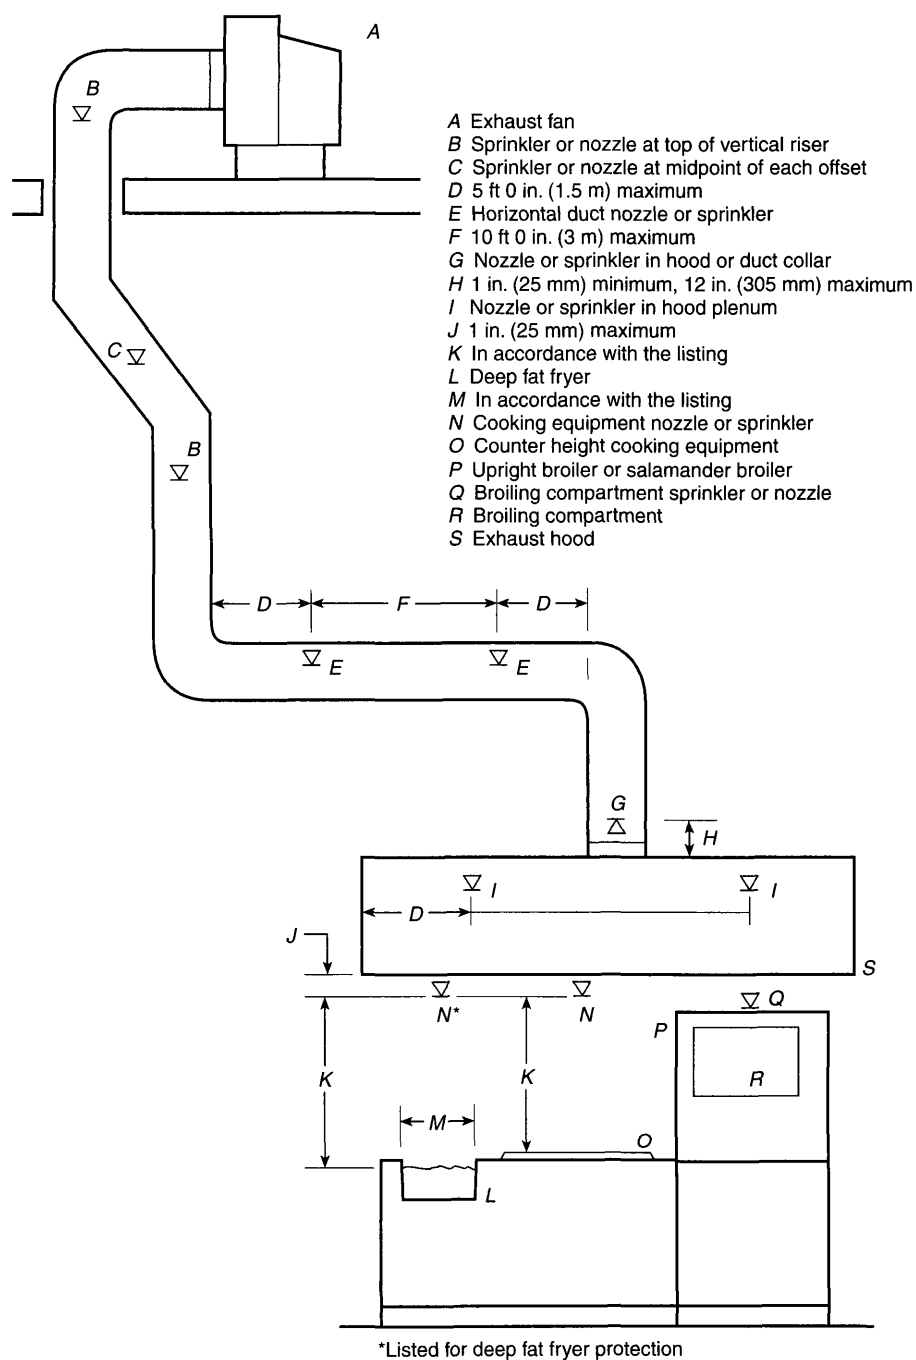 A
B
A Exhaust fan
B Sprinkler or nozzle at top of vertical riser
C Sprinkler or nozzle at midpoint of each offset
D 5 ft 0 in. (1.5 m) maximum
E Horizontal duct nozzle or sprinkler
F 10 ft 0 in. (3 m) maximum
G Nozzle or sprinkler in hood or duct collar
H 1 in. (25 mm) minimum, 12 in. (305 mm) maximum
I Nozzle or sprinkler in hood plenum
J 1 in. (25 mm) maximum
K In accordance with the listing
L Deep fat fryer
M In accordance with the listing
N Cooking equipment nozzle or sprinkler
O Counter height cooking equipment
P Upright broiler or salamander broiler
Q Broiling compartment sprinkler or nozzle
R Broiling compartment
S Exhaust hood
C
B
D F D
E E
G
H
I I
D
J
S
N* N Q
P
K K R
M
O
L
*Listed for deep fat fryer protection